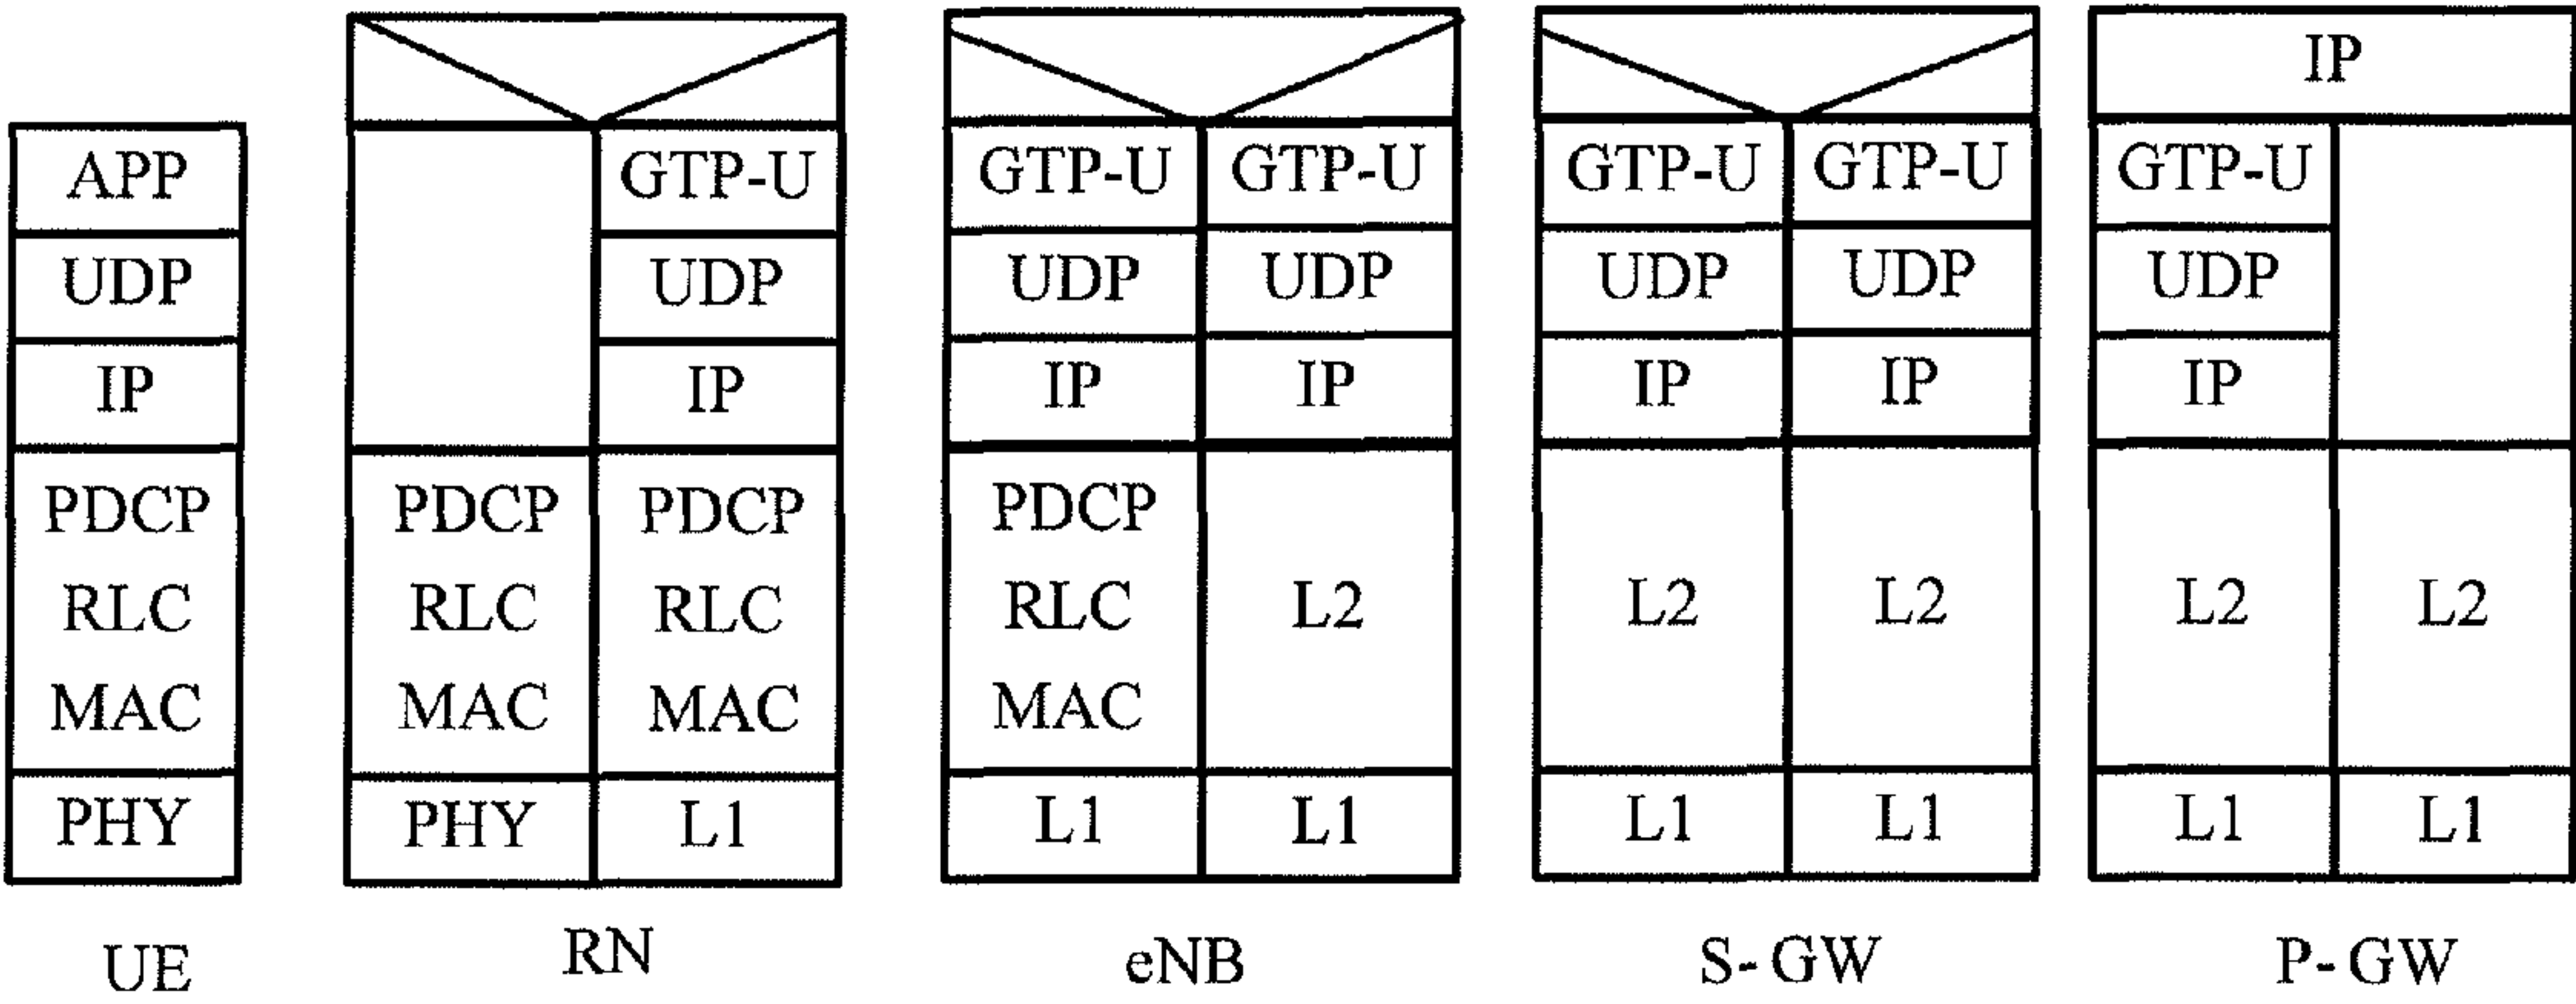 IP
APP GTP-U GTP-U GTP-U GTP-U GTP-U GTP-U
UDP UDP UDP UDP UDP UDP UDP
IP IP IP IP IP IP IP
PDCP PDCP PDCP PDCP
RLC RLC RLC RLC L2 L2 L2 L2 L2
MAC MAC MAC MAC
PHY PHY L1 L1 L1 L1 L1 L1 L1
UE RN eNB S-GW P-GW